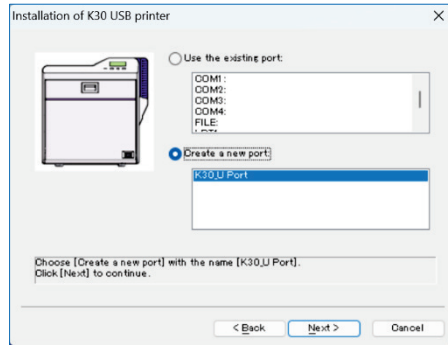 Installation of K30 USB printer
Use the existing port:
COM1:
COM2:
COM3:
COM4:
FILE:
LPT1
Create a new port:
K30_U Port
Choose [Create a new port] with the name [K30_U Port].
Click [Next] to continue.
< Back
Next >
Cancel